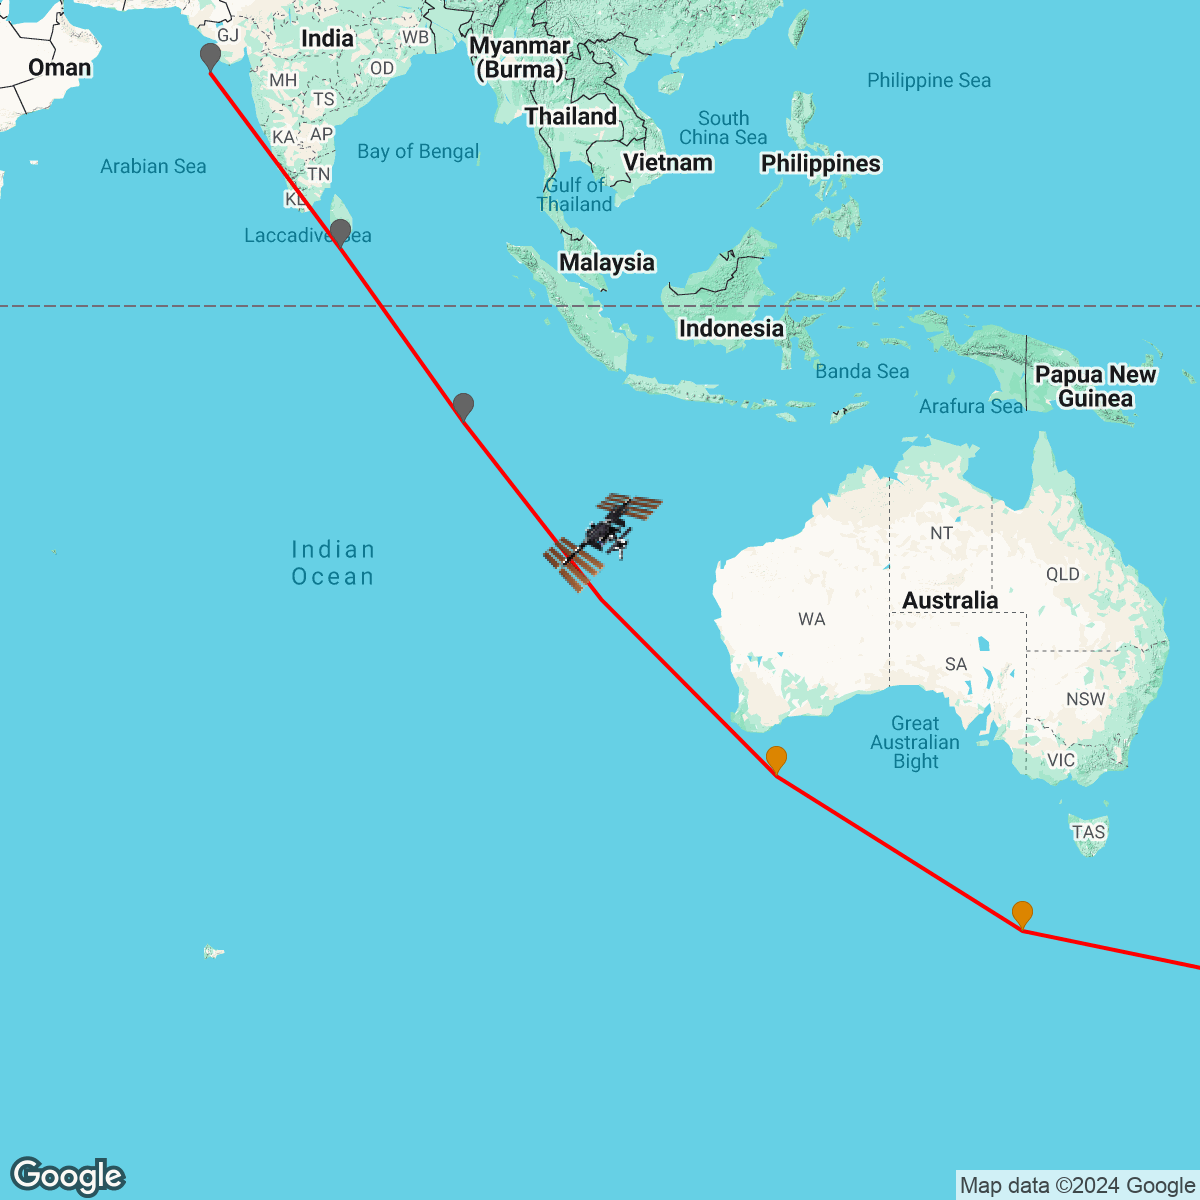 GJ
India
WB
Myanmar
(Burma)
Oman
OD
MH
TS
Philippine Sea
Thailand
South
China Sea
KA
AP
Bay of Bengal
Vietnam
Philippines
Arabian Sea
TN
Gulf of
Thailand
KL
Laccadive Sea
Malaysia
Indonesia
Banda Sea
Papua New
Guinea
Arafura Sea
Indian
Ocean
NT
QLD
Australia
WA
SA
NSW
Great
Australian
Bight
VIC
TAS
Google
Map data ©2024 Google